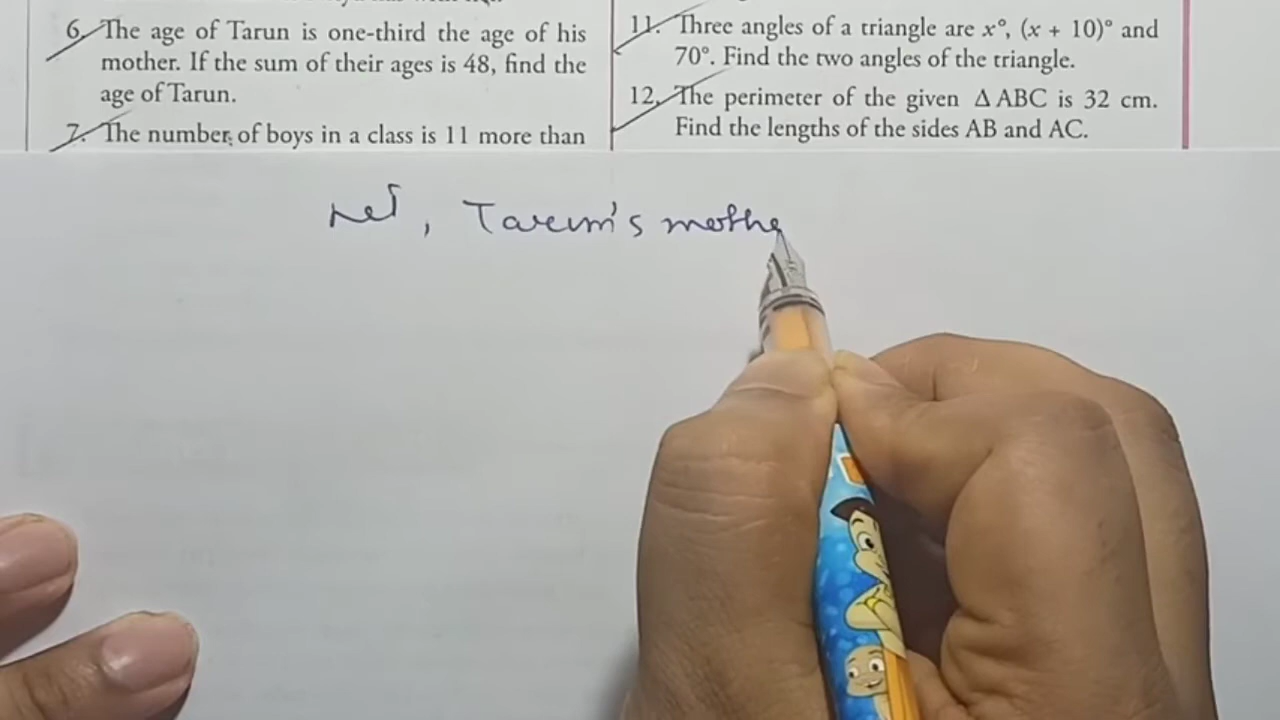 6. The age of Tarun is one-third the age of his
mother. If the sum of their ages is 48, find the
age of Tarun.
7. The number of boys in a class is 11 more than
11. Three angles of a triangle are x°, (x + 10)° and
70°. Find the two angles of the triangle.
12. The perimeter of the given Δ ABC is 32 cm.
Find the lengths of the sides AB and AC.
Let, Tarun's mothe